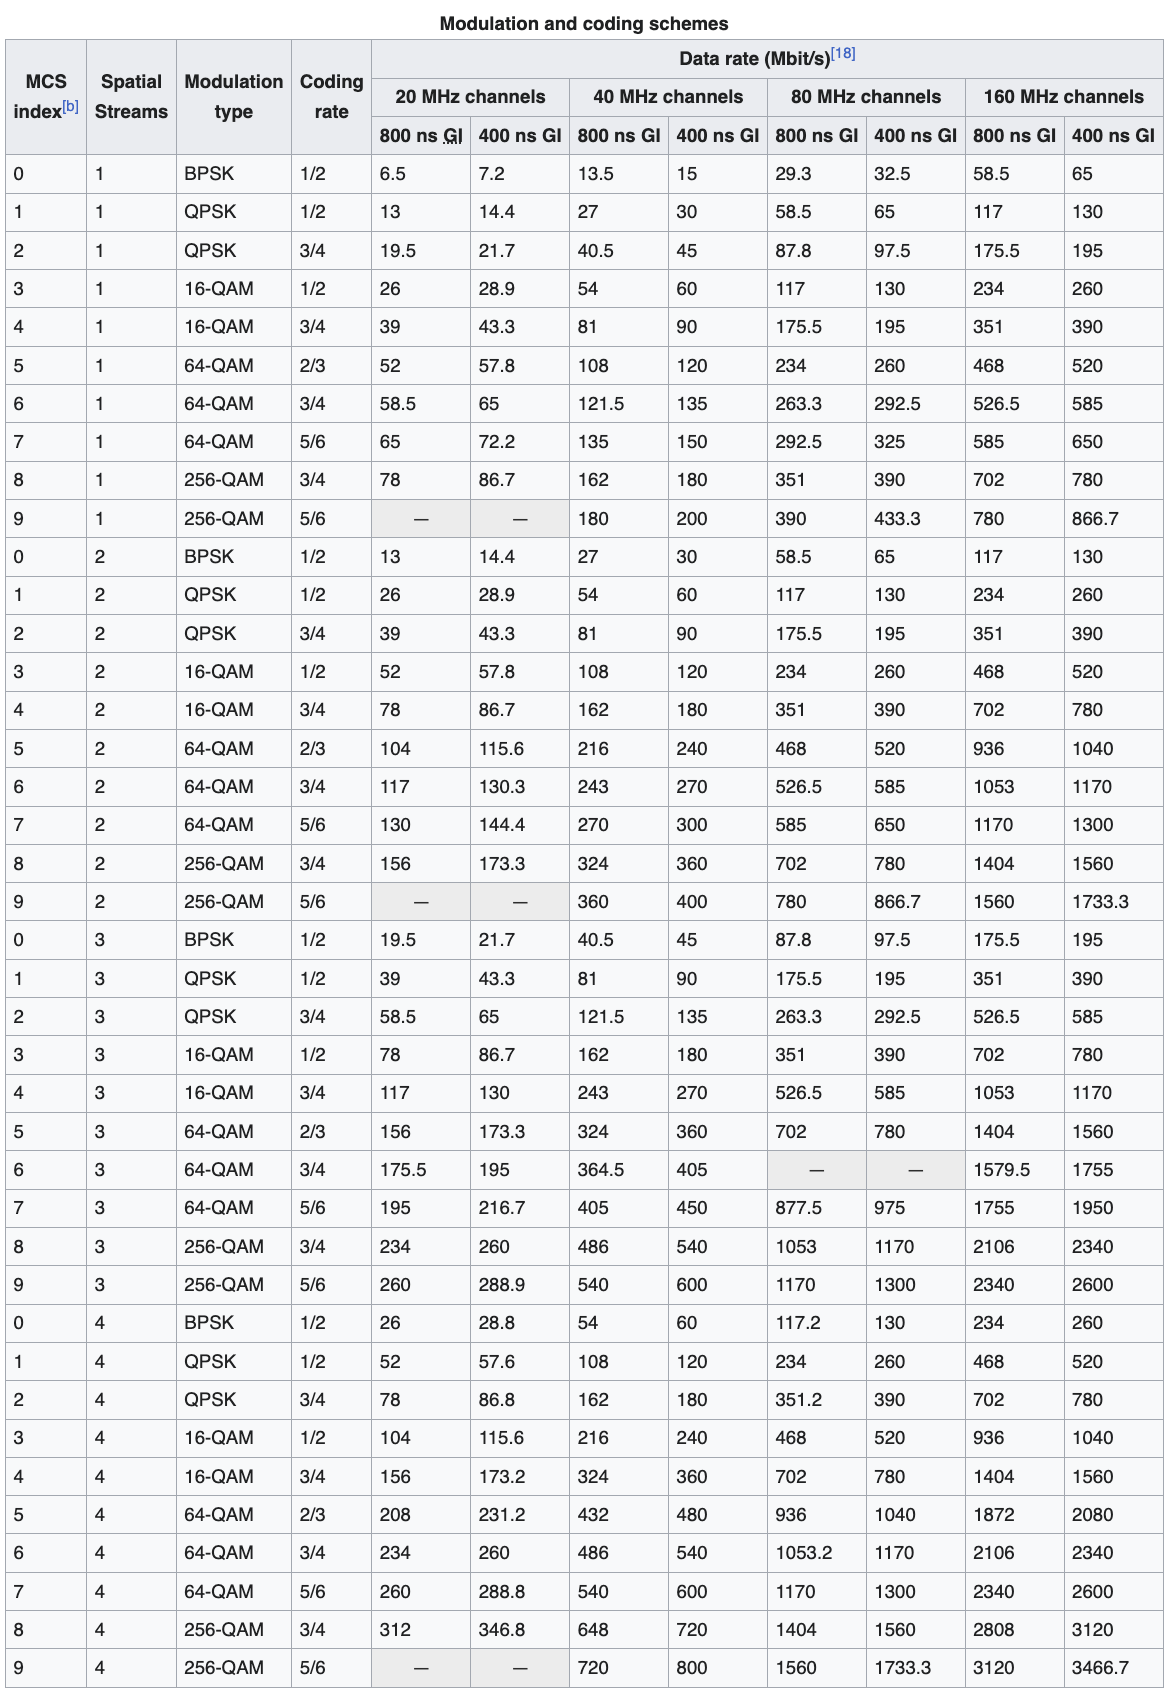 Modulation and coding schemes
MCS index[b] Spatial Streams Modulation type Coding rate Data rate (Mbit/s)[18]
20 MHz channels 40 MHz channels 80 MHz channels 160 MHz channels
800 ns GI 400 ns GI 800 ns GI 400 ns GI 800 ns GI 400 ns GI 800 ns GI 400 ns GI
0 1 BPSK 1/2 6.5 7.2 13.5 15 29.3 32.5 58.5 65
1 1 QPSK 1/2 13 14.4 27 30 58.5 65 117 130
2 1 QPSK 3/4 19.5 21.7 40.5 45 87.8 97.5 175.5 195
3 1 16-QAM 1/2 26 28.9 54 60 117 130 234 260
4 1 16-QAM 3/4 39 43.3 81 90 175.5 195 351 390
5 1 64-QAM 2/3 52 57.8 108 120 234 260 468 520
6 1 64-QAM 3/4 58.5 65 121.5 135 263.3 292.5 526.5 585
7 1 64-QAM 5/6 65 72.2 135 150 292.5 325 585 650
8 1 256-QAM 3/4 78 86.7 162 180 351 390 702 780
9 1 256-QAM 5/6 — — 180 200 390 433.3 780 866.7
0 2 BPSK 1/2 13 14.4 27 30 58.5 65 117 130
1 2 QPSK 1/2 26 28.9 54 60 117 130 234 260
2 2 QPSK 3/4 39 43.3 81 90 175.5 195 351 390
3 2 16-QAM 1/2 52 57.8 108 120 234 260 468 520
4 2 16-QAM 3/4 78 86.7 162 180 351 390 702 780
5 2 64-QAM 2/3 104 115.6 216 240 468 520 936 1040
6 2 64-QAM 3/4 117 130.3 243 270 526.5 585 1053 1170
7 2 64-QAM 5/6 130 144.4 270 300 585 650 1170 1300
8 2 256-QAM 3/4 156 173.3 324 360 702 780 1404 1560
9 2 256-QAM 5/6 — — 360 400 780 866.7 1560 1733.3
0 3 BPSK 1/2 19.5 21.7 40.5 45 87.8 97.5 175.5 195
1 3 QPSK 1/2 39 43.3 81 90 175.5 195 351 390
2 3 QPSK 3/4 58.5 65 121.5 135 263.3 292.5 526.5 585
3 3 16-QAM 1/2 78 86.7 162 180 351 390 702 780
4 3 16-QAM 3/4 117 130 243 270 526.5 585 1053 1170
5 3 64-QAM 2/3 156 173.3 324 360 702 780 1404 1560
6 3 64-QAM 3/4 175.5 195 364.5 405 — — 1579.5 1755
7 3 64-QAM 5/6 195 216.7 405 450 877.5 975 1755 1950
8 3 256-QAM 3/4 234 260 486 540 1053 1170 2106 2340
9 3 256-QAM 5/6 260 288.9 540 600 1170 1300 2340 2600
0 4 BPSK 1/2 26 28.8 54 60 117.2 130 234 260
1 4 QPSK 1/2 52 57.6 108 120 234 260 468 520
2 4 QPSK 3/4 78 86.8 162 180 351.2 390 702 780
3 4 16-QAM 1/2 104 115.6 216 240 468 520 936 1040
4 4 16-QAM 3/4 156 173.2 324 360 702 780 1404 1560
5 4 64-QAM 2/3 208 231.2 432 480 936 1040 1872 2080
6 4 64-QAM 3/4 234 260 486 540 1053.2 1170 2106 2340
7 4 64-QAM 5/6 260 288.8 540 600 1170 1300 2340 2600
8 4 256-QAM 3/4 312 346.8 648 720 1404 1560 2808 3120
9 4 256-QAM 5/6 — — 720 800 1560 1733.3 3120 3466.7